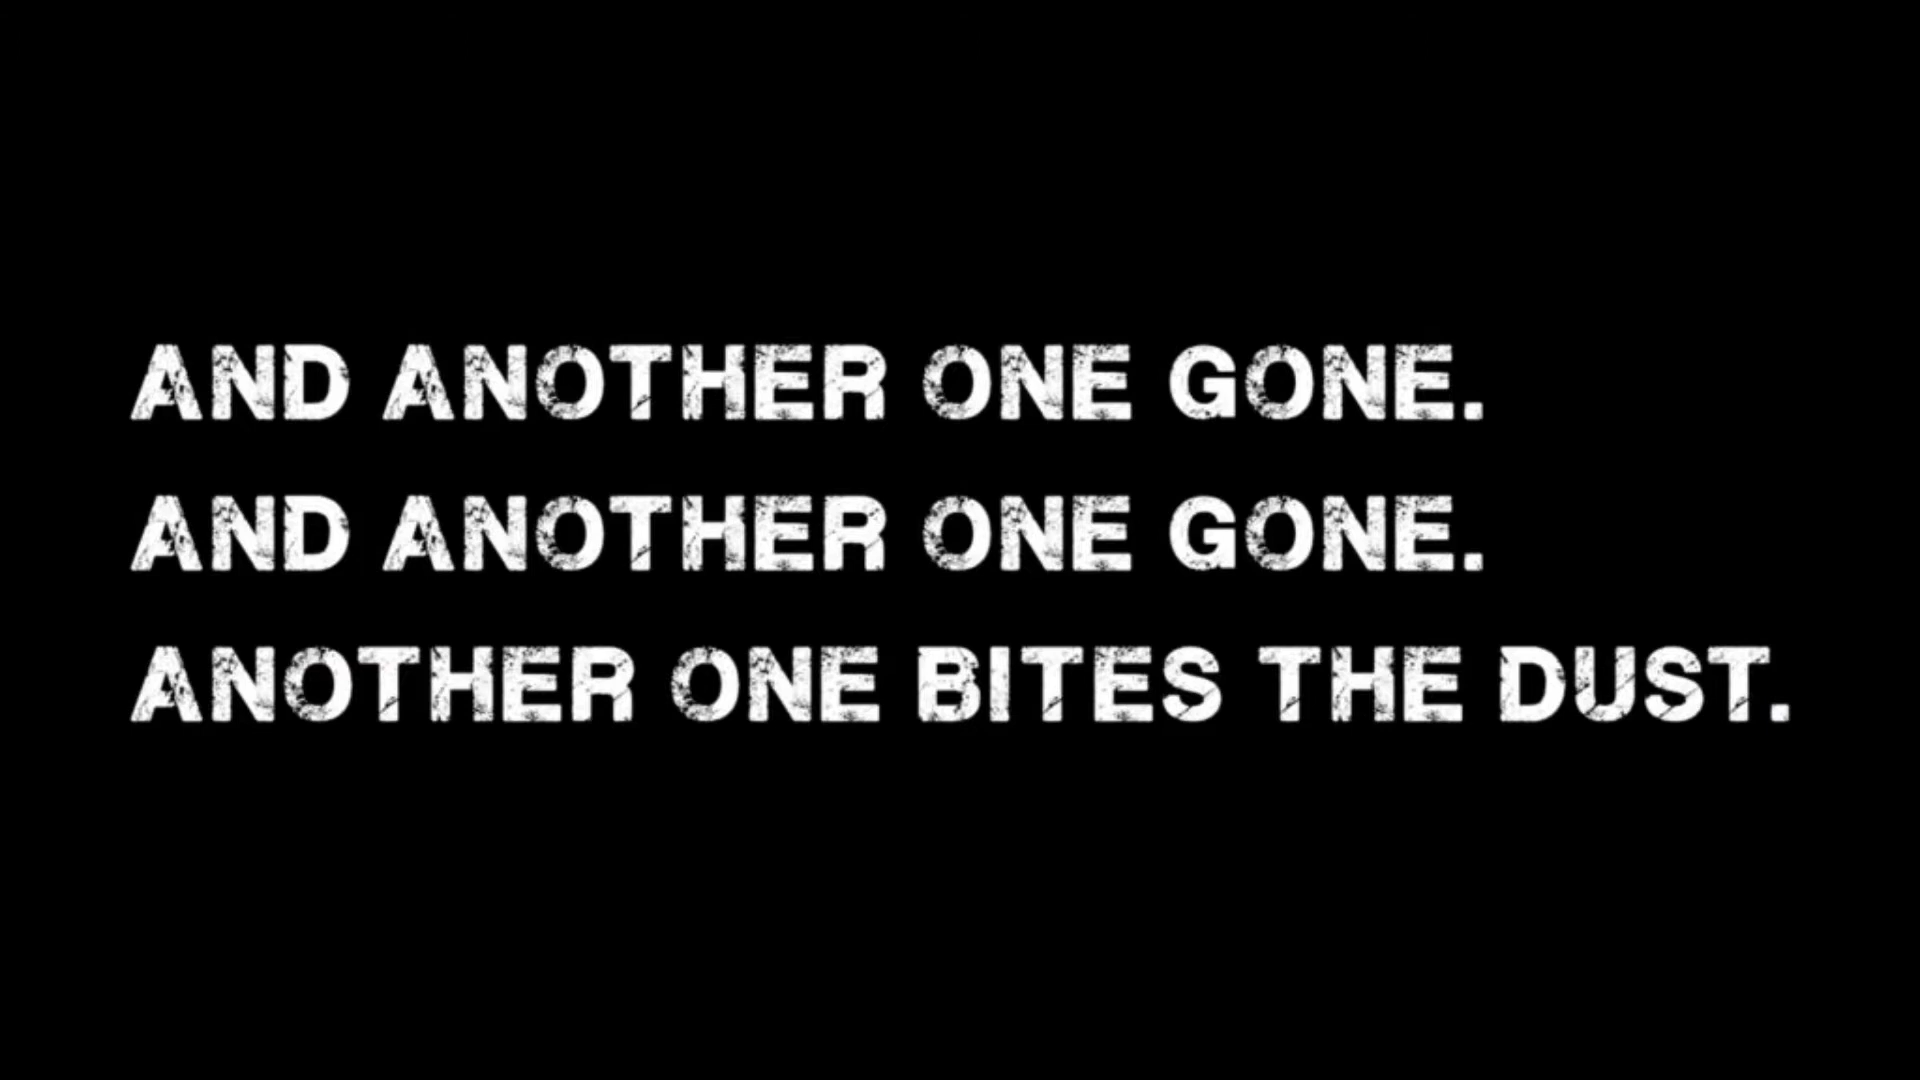 AND ANOTHER ONE GONE.
AND ANOTHER ONE GONE.
ANOTHER ONE BITES THE DUST.